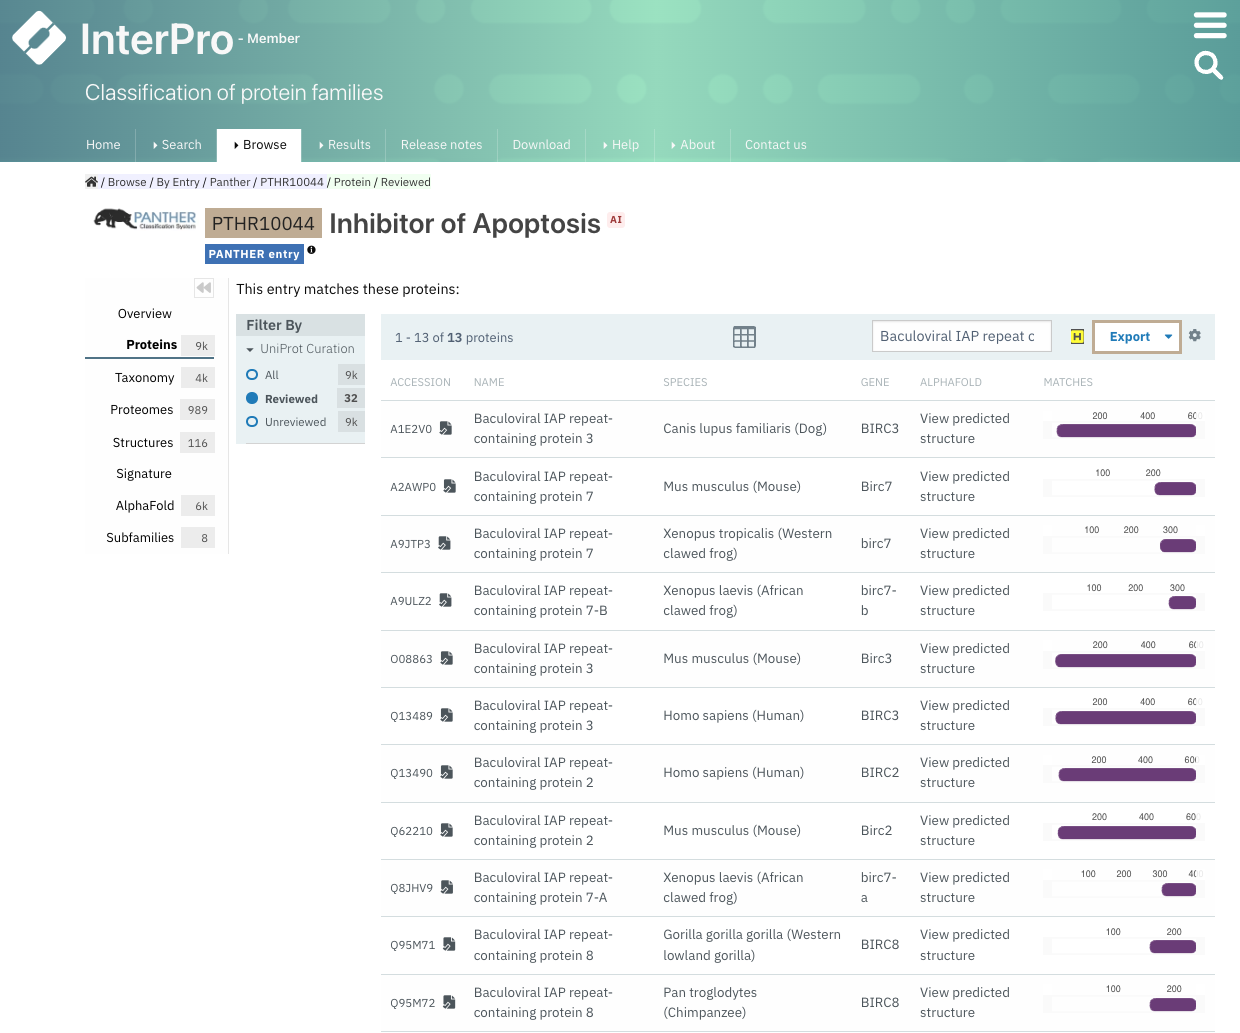 InterPro - Member
Classification of protein families
Home Search Browse Results Release notes Download Help About Contact us
/ Browse / By Entry / Panther / PTHR10044 / Protein / Reviewed
PANTHER
Classification System
PTHR10044 Inhibitor of Apoptosis AI
PANTHER entry
This entry matches these proteins:
Overview
Proteins 9k
Taxonomy 4k
Proteomes 989
Structures 116
Signature
AlphaFold 6k
Subfamilies 8
Filter By
UniProt Curation
All 9k
Reviewed 32
Unreviewed 9k
1 - 13 of 13 proteins
Baculoviral IAP repeat c
H
Export
ACCESSION NAME SPECIES GENE ALPHAFOLD MATCHES
A1E2V0 Baculoviral IAP repeat- Canis lupus familiaris (Dog) BIRC3 View predicted 200 400 60
containing protein 3 structure
A2AWP0 Baculoviral IAP repeat- Mus musculus (Mouse) Birc7 View predicted 100 200
containing protein 7 structure
A9JTP3 Baculoviral IAP repeat- Xenopus tropicalis (Western birc7 View predicted 100 200 300
containing protein 7 clawed frog) structure
A9ULZ2 Baculoviral IAP repeat- Xenopus laevis (African birc7- View predicted 100 200 300
containing protein 7-B clawed frog) b structure
O08863 Baculoviral IAP repeat- Mus musculus (Mouse) Birc3 View predicted 200 400 60
containing protein 3 structure
Q13489 Baculoviral IAP repeat- Homo sapiens (Human) BIRC3 View predicted 200 400 600
containing protein 3 structure
Q13490 Baculoviral IAP repeat- Homo sapiens (Human) BIRC2 View predicted 200 400 600
containing protein 2 structure
Q62210 Baculoviral IAP repeat- Mus musculus (Mouse) Birc2 View predicted 200 400 600
containing protein 2 structure
Q8JHV9 Baculoviral IAP repeat- Xenopus laevis (African birc7- View predicted 100 200 300 40
containing protein 7-A clawed frog) a structure
Q95M71 Baculoviral IAP repeat- Gorilla gorilla gorilla (Western BIRC8 View predicted 100 200
containing protein 8 lowland gorilla) structure
Q95M72 Baculoviral IAP repeat- Pan troglodytes BIRC8 View predicted 100 200
containing protein 8 (Chimpanzee) structure